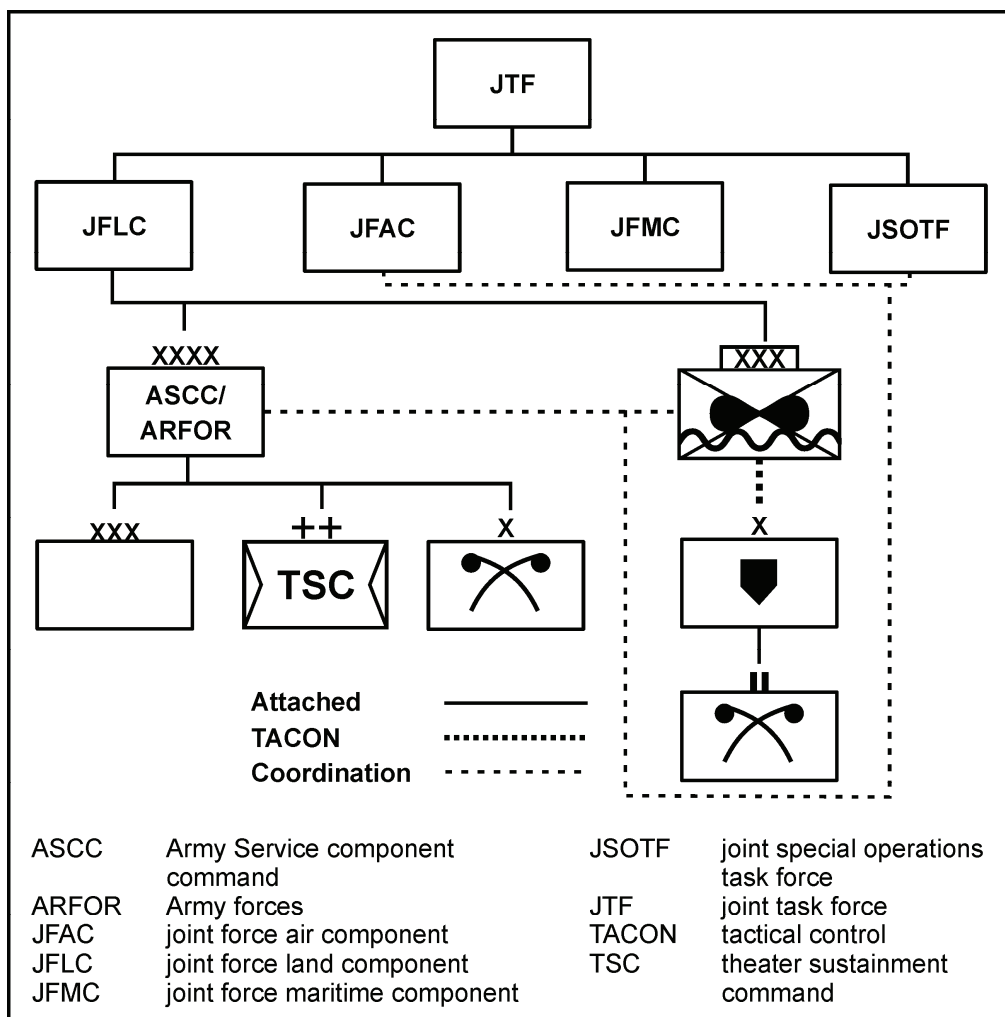 JTF
JFLC
JFAC
JFMC
JSOTF
XXXX
XXX
ASCC/
ARFOR
XXX
++
X
X
TSC
II
Attached
TACON
Coordination
ASCC Army Service component
command
ARFOR Army forces
JFAC joint force air component
JFLC joint force land component
JFMC joint force maritime component
JSOTF joint special operations
task force
JTF joint task force
TACON tactical control
TSC theater sustainment
command